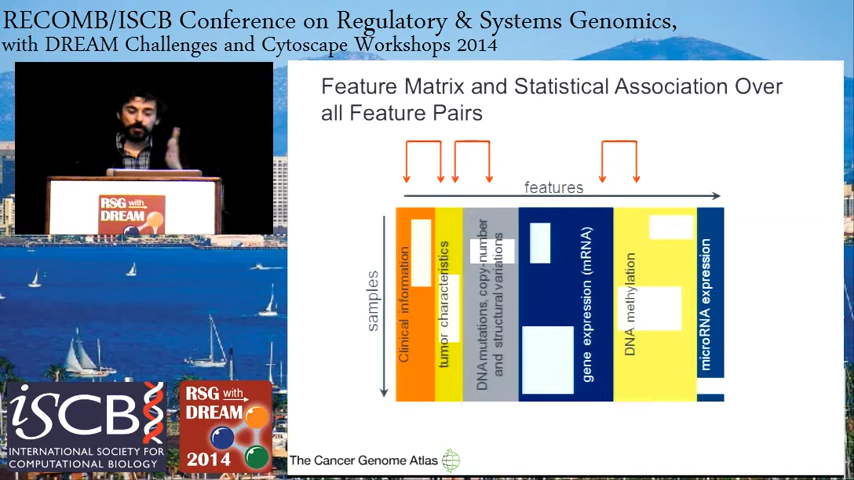 RECOMB/ISCB Conference on Regulatory & Systems Genomics,
with DREAM Challenges and Cytoscape Workshops 2014
Feature Matrix and Statistical Association Over
all Feature Pairs
features
samples
Clinical information
tumor characteristics
DNA mutations, copy-number
and structural variations
gene expression (mRNA)
DNA methylation
microRNA expression
The Cancer Genome Atlas
RSG with
DREAM
iSCB
INTERNATIONAL SOCIETY FOR
COMPUTATIONAL BIOLOGY
RSG with
DREAM
2014